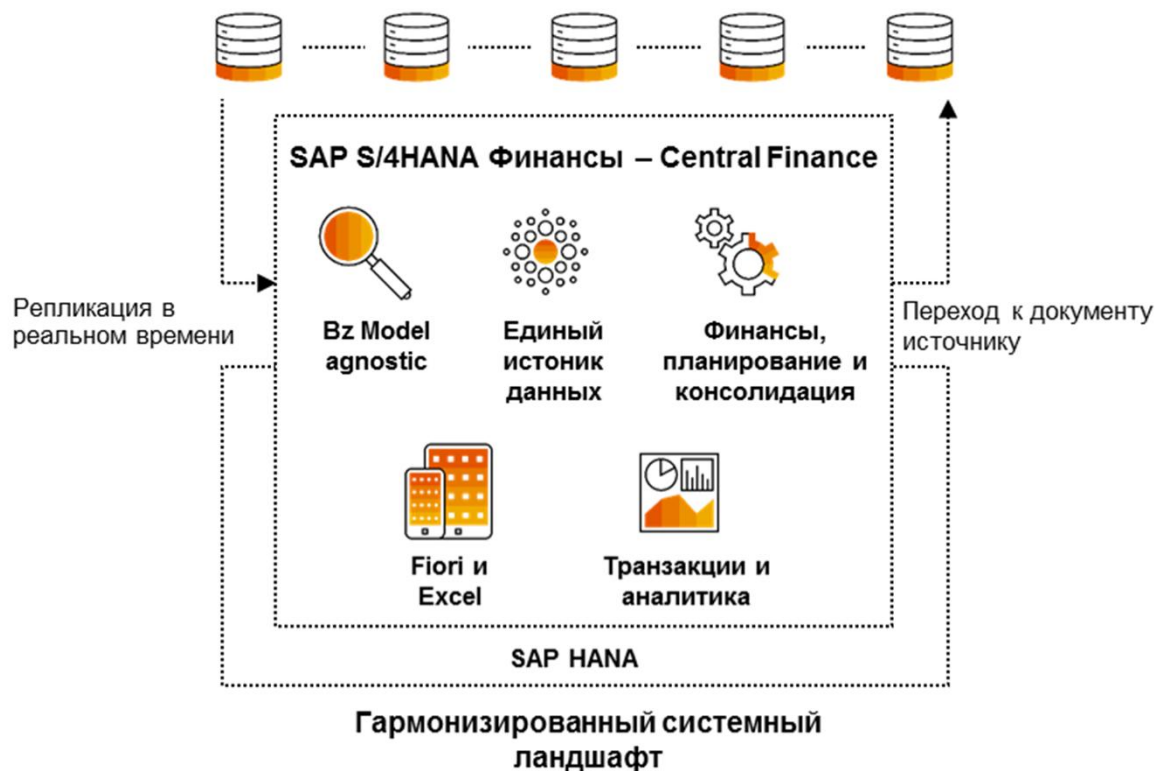 SAP S/4HANA Финансы – Central Finance
Bz Model
agnostic
Единый
истоник
данных
Финансы,
планирование и
консолидация
Репликация в
реальном времени
Переход к документу
источнику
Fiori и
Excel
Транзакции и
аналитика
SAP HANA
Гармонизированный системный
ландшафт